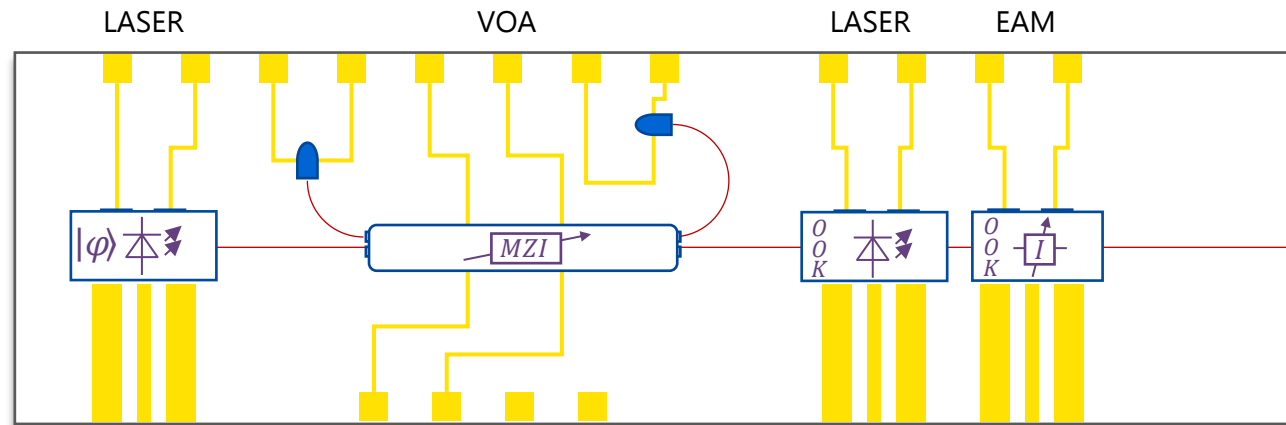 LASER VOA LASER EAM
|φ⟩ MZI O O K I O O K